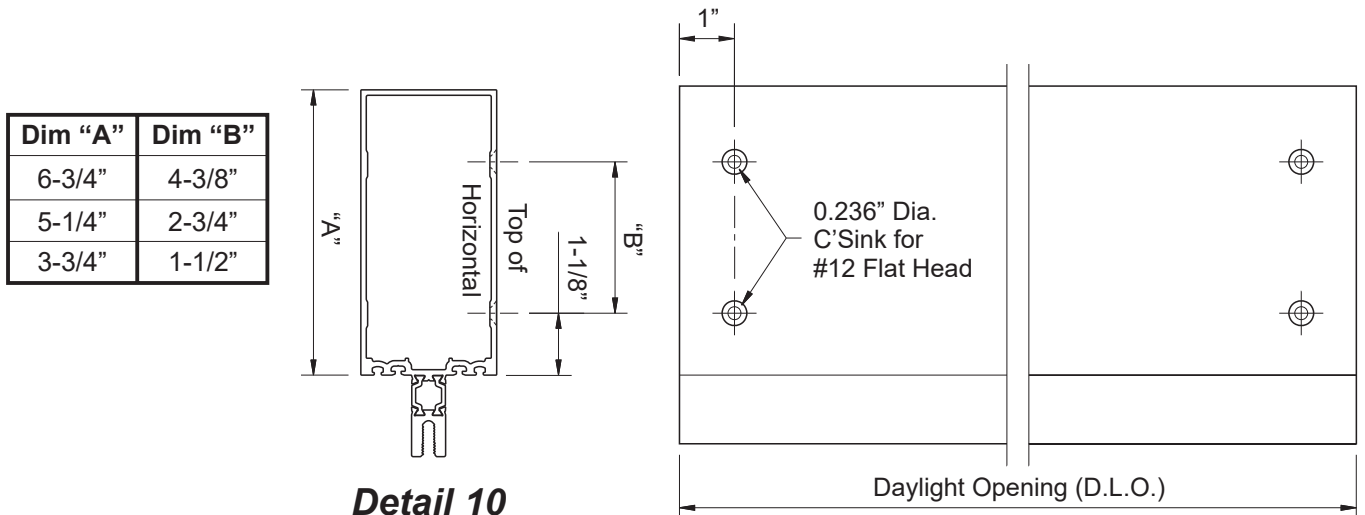 Dim “A” Dim “B”
6-3/4” 4-3/8”
5-1/4” 2-3/4”
3-3/4” 1-1/2”
“A”
Top of
Horizontal
1-1/8”
“B”
Detail 10
1”
0.236” Dia.
C’Sink for
#12 Flat Head
Daylight Opening (D.L.O.)